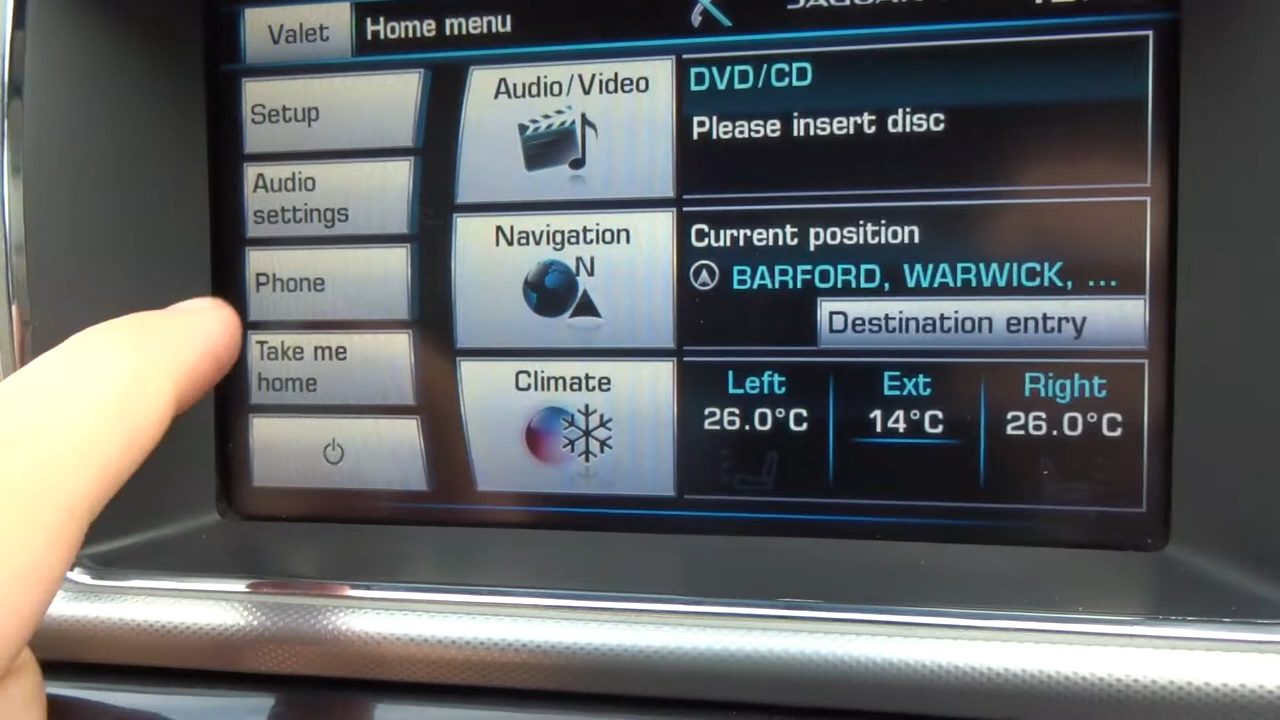 Valet
Home menu
JAGUAR
Setup
Audio
settings
Phone
Take me
home
Audio/Video
Navigation
N
Climate
DVD/CD
Please insert disc
Current position
BARFORD, WARWICK, ...
Destination entry
Left
Ext
Right
26.0°C
14°C
26.0°C